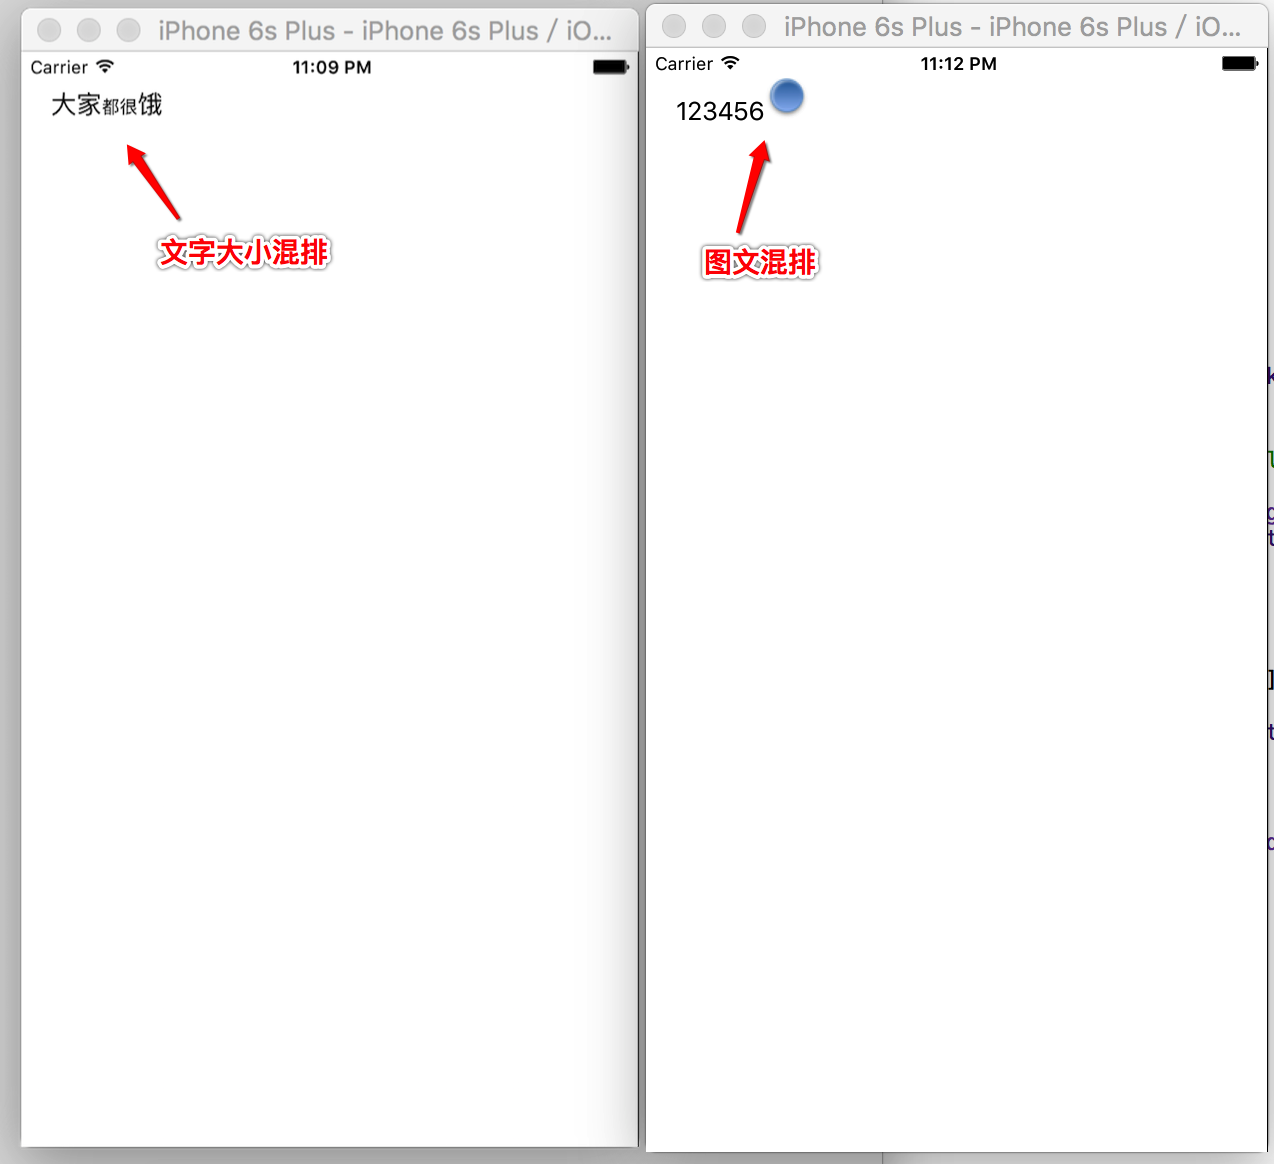 iPhone 6s Plus - iPhone 6s Plus / iO...
Carrier 11:09 PM
大家都很饿
文字大小混排
iPhone 6s Plus - iPhone 6s Plus / iO...
Carrier 11:12 PM
123456
图文混排